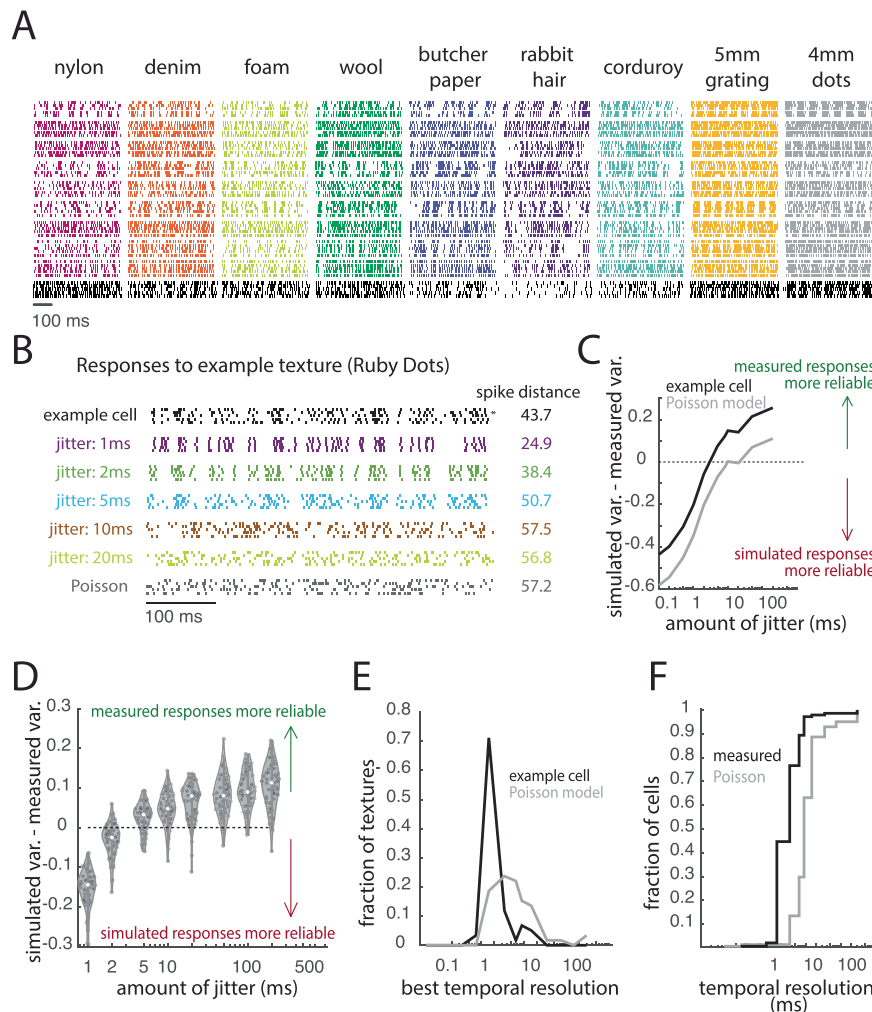 A
nylon denim foam wool butcher paper rabbit hair corduroy 5mm grating 4mm dots
100 ms
B
Responses to example texture (Ruby Dots)
spike distance
example cell 43.7
jitter: 1ms 24.9
jitter: 2ms 38.4
jitter: 5ms 50.7
jitter: 10ms 57.5
jitter: 20ms 56.8
Poisson 57.2
100 ms
C
simulated var. - measured var.
measured responses
more reliable
example cell
Poisson model
0.2
0
-0.2
-0.4
-0.6
simulated responses
more reliable
0.1 1 10 100
amount of jitter (ms)
D
simulated var. - measured var.
0.3
0.2
0.1
0
-0.1
-0.2
-0.3
measured responses more reliable
simulated responses more reliable
1 2 5 10 100 500
amount of jitter (ms)
E
fraction of textures
0.8
0.7
0.6
0.5
0.4
0.3
0.2
0.1
0
example cell
Poisson model
0.1 1 10 100
best temporal resolution
F
fraction of cells
1
0.9
0.8
0.7
0.6
0.5
0.4
0.3
0.2
0.1
measured
Poisson
1 10 100
temporal resolution
(ms)